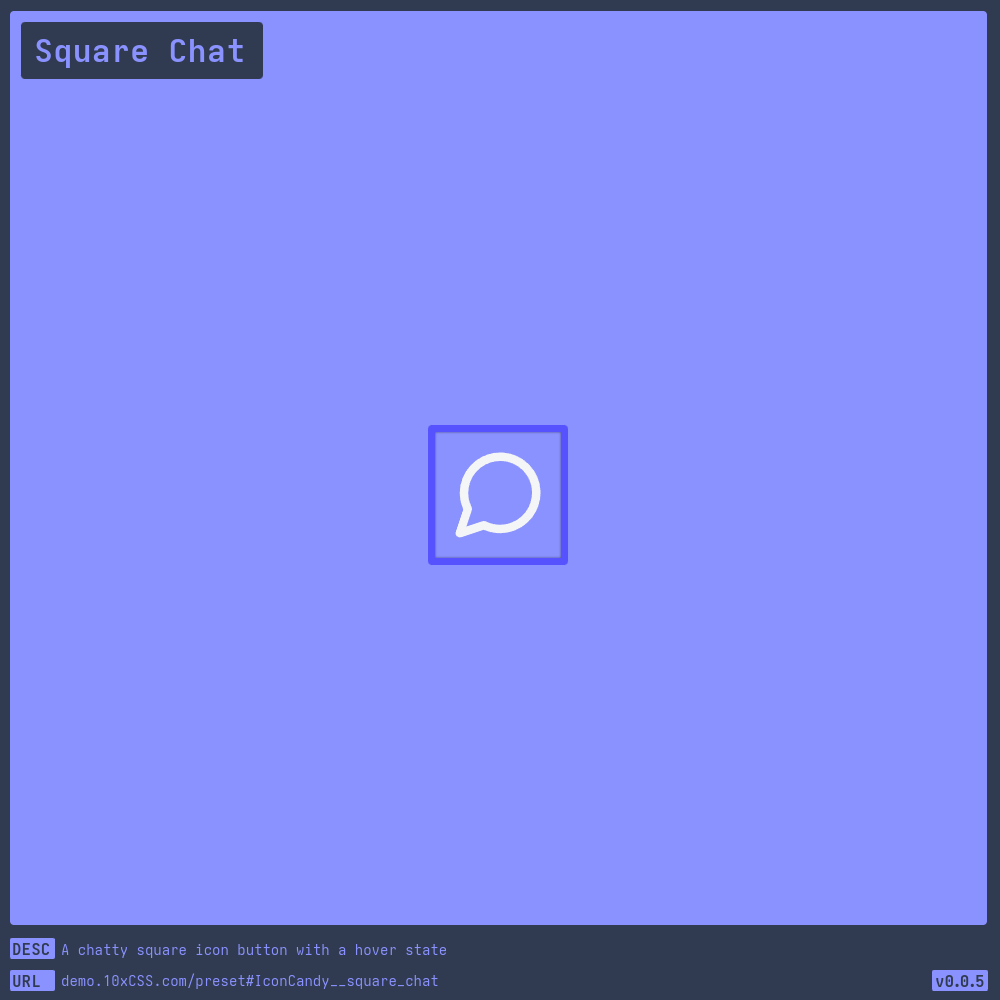 Square Chat
DESC A chatty square icon button with a hover state
URL demo.10xCSS.com/preset#IconCandy__square_chat
v0.0.5